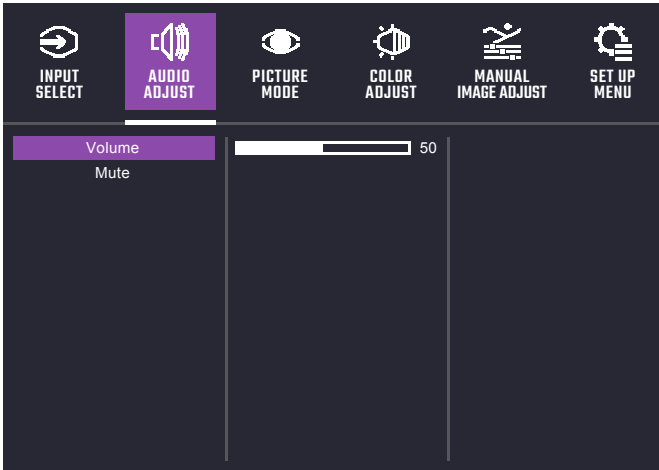 INPUT
SELECT
AUDIO
ADJUST
PICTURE
MODE
COLOR
ADJUST
MANUAL
IMAGE ADJUST
SET UP
MENU
Volume
50
Mute